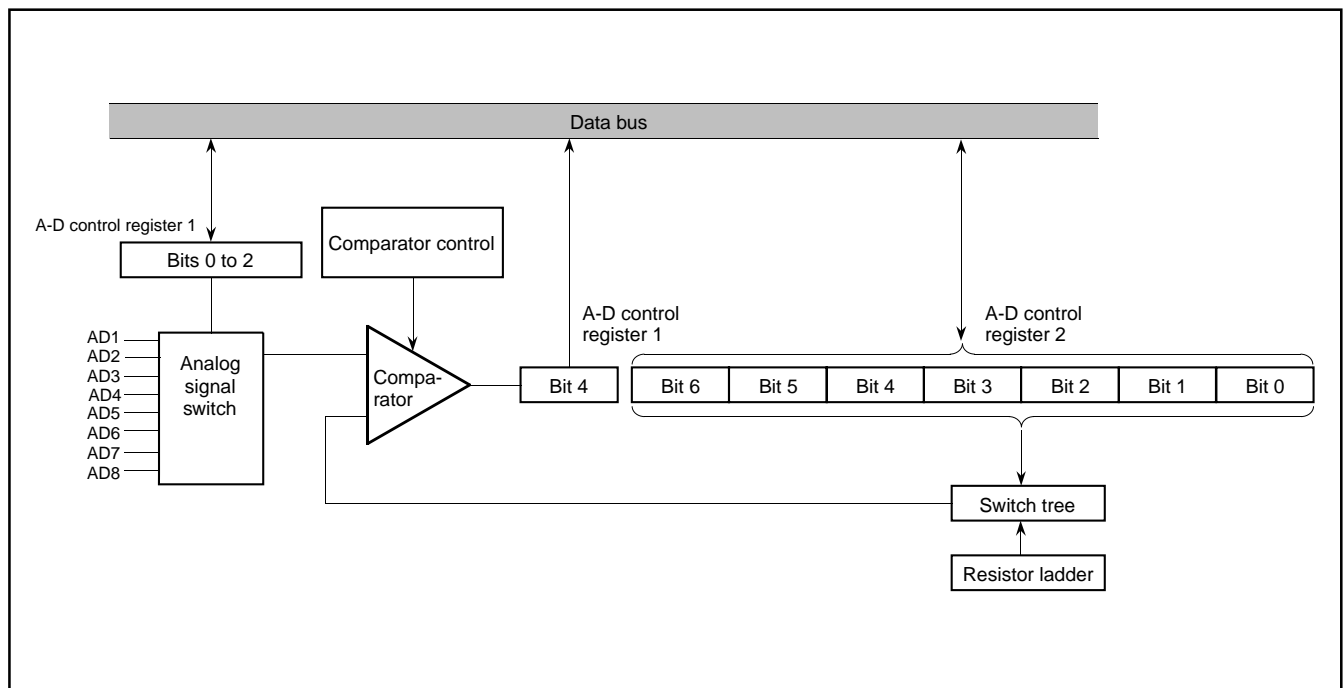 Data bus
A-D control register 1
Bits 0 to 2
Comparator control
A-D control
register 1
A-D control
register 2
AD1
AD2
AD3
AD4
AD5
AD6
AD7
AD8
Analog
signal
switch
Compa-
rator
Bit 4
Bit 6
Bit 5
Bit 4
Bit 3
Bit 2
Bit 1
Bit 0
Switch tree
Resistor ladder